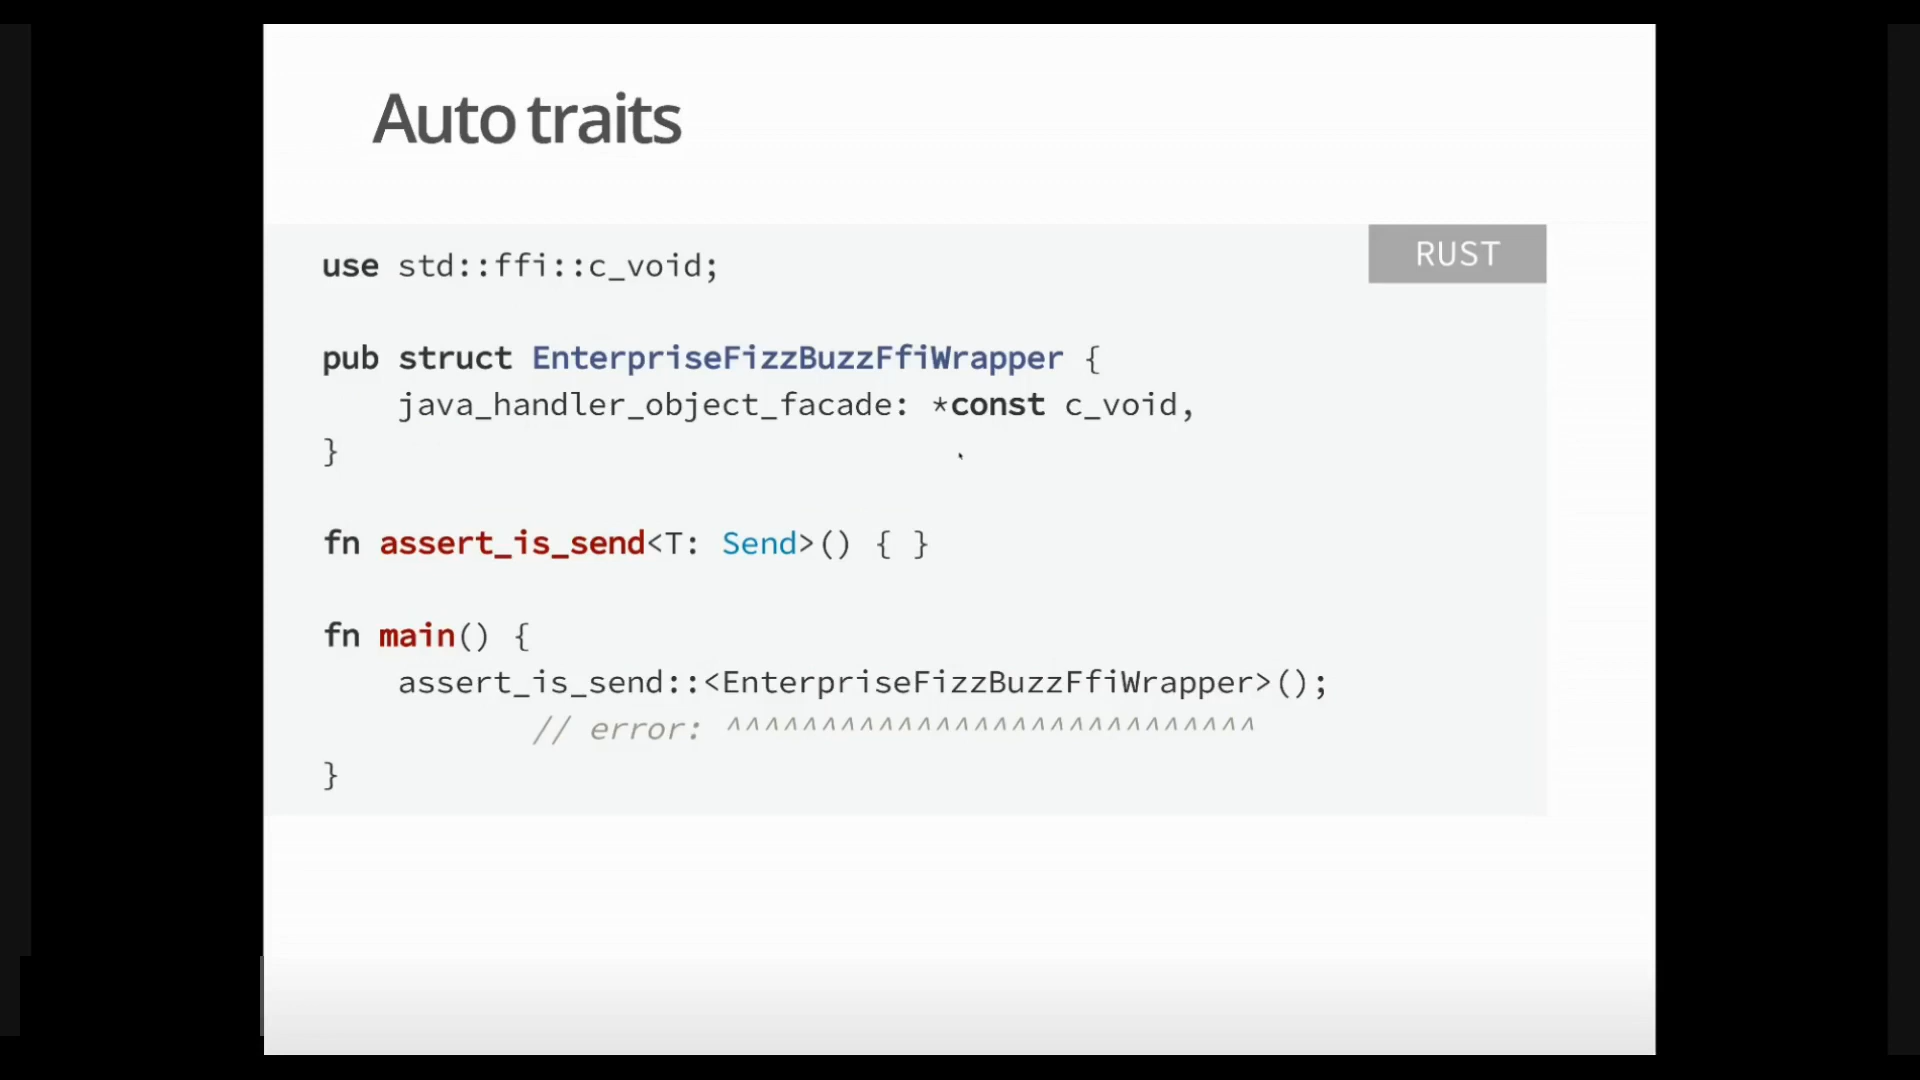 Auto traits
RUST
use std::ffi::c_void;
pub struct EnterpriseFizzBuzzFfiWrapper {
    java_handler_object_facade: *const c_void,
}
fn assert_is_send<T: Send>() { }
fn main() {
    assert_is_send::<EnterpriseFizzBuzzFfiWrapper>();
           // error: ^^^^^^^^^^^^^^^^^^^^^^^^^^^^
}